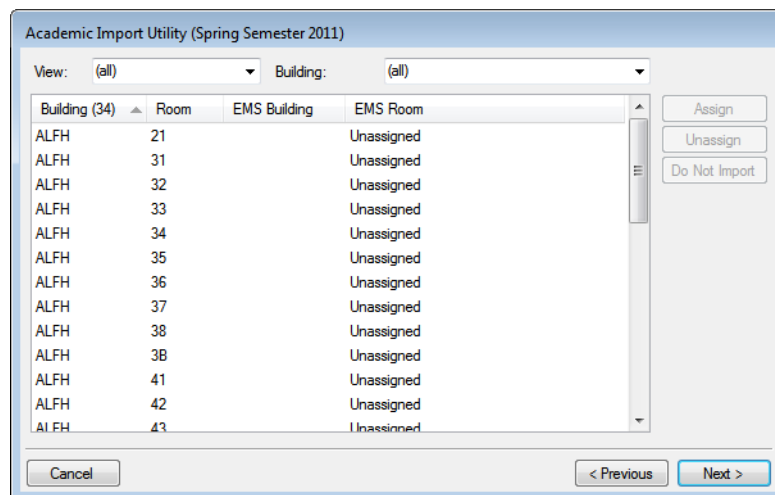 Academic Import Utility (Spring Semester 2011)
View: (all) Building: (all)
Building (34) Room EMS Building EMS Room
ALFH 21 Unassigned
ALFH 31 Unassigned
ALFH 32 Unassigned
ALFH 33 Unassigned
ALFH 34 Unassigned
ALFH 35 Unassigned
ALFH 36 Unassigned
ALFH 37 Unassigned
ALFH 38 Unassigned
ALFH 3B Unassigned
ALFH 41 Unassigned
ALFH 42 Unassigned
ALFH 43 Unassigned
Assign
Unassign
Do Not Import
Cancel < Previous Next >